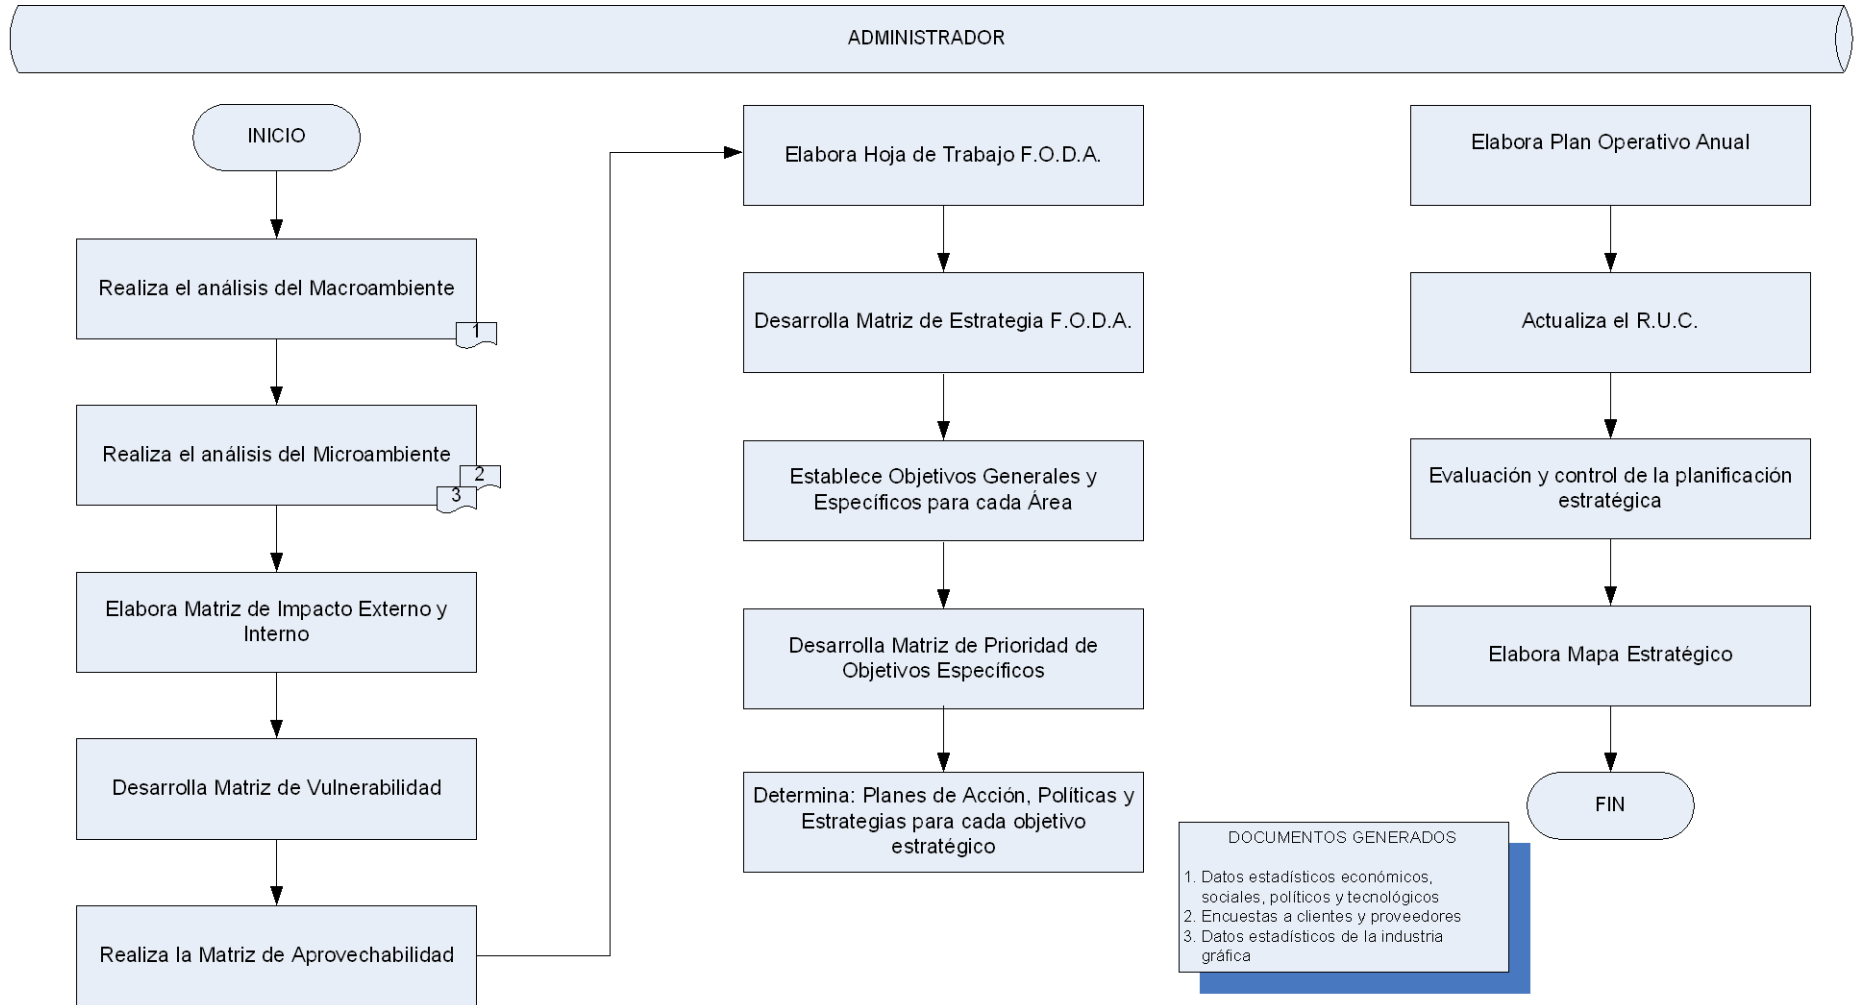 ADMINISTRADOR
INICIO
Realiza el análisis del Macroambiente
1
Realiza el análisis del Microambiente
2
3
Elabora Matriz de Impacto Externo y
Interno
Desarrolla Matriz de Vulnerabilidad
Realiza la Matriz de Aprovechabilidad
Elabora Hoja de Trabajo F.O.D.A.
Desarrolla Matriz de Estrategia F.O.D.A.
Establece Objetivos Generales y
Específicos para cada Área
Desarrolla Matriz de Prioridad de
Objetivos Específicos
Determina: Planes de Acción, Políticas y
Estrategias para cada objetivo
estratégico
Elabora Plan Operativo Anual
Actualiza el R.U.C.
Evaluación y control de la planificación
estratégica
Elabora Mapa Estratégico
FIN
DOCUMENTOS GENERADOS
1. Datos estadísticos económicos,
sociales, políticos y tecnológicos
2. Encuestas a clientes y proveedores
3. Datos estadísticos de la industria
gráfica